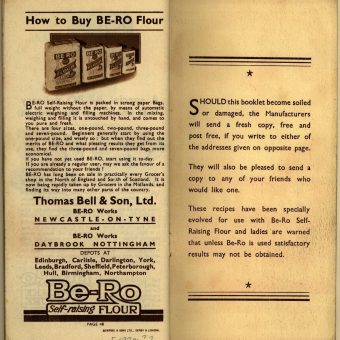 How to Buy BE-RO Flour
BE-RO
BE-RO Self-Raising Flour is packed in strong paper Bags,
full weight without the paper, by means of automatic
electric weighing and filling machines. In the mixing,
weighing and filling it is untouched by hand, and comes to
you pure and fresh.
There are four sizes, one-pound, two-pound, three-pound
and seven-pound. Beginners generally start by using the
one-pound size, and wisely so: but why they find out the
merits of BE-RO and what pleasing results they get from its
use, they find the three-pound and seven-pound bags more
economical.
If you have not yet used BE-RO, start using it to-day.
If you are already a regular user, may we ask the favour of a
recommendation to your friends?
BE-RO has long been on sale in practically every Grocer's
shop in the North of England and South of Scotland. It is
now being rapidly taken up by Grocers in the Midlands, and
finding its way into many other parts of the country.
Thomas Bell & Son, Ltd.
BE-RO Works
NEWCASTLE-ON-TYNE
and
BE-RO Works
DAYBROOK NOTTINGHAM
DEPOTS AT
Edinburgh, Carlisle, Darlington, York,
Leeds, Bradford, Sheffield, Peterborough,
Hull, Birmingham, Northampton
Be-Ro
Self-raising FLOUR
PAGE 48
SHOULD this booklet become soiled
or damaged, the Manufacturers
will send a fresh copy, free and
post free, if you write to either of
the addresses given on opposite page.
They will also be pleased to send a
copy to any of your friends who
would like one.
These recipes have been specially
evolved for use with Be-Ro Self-
Raising Flour and ladies are warned
that unless Be-Ro is used satisfactory
results may not be obtained.